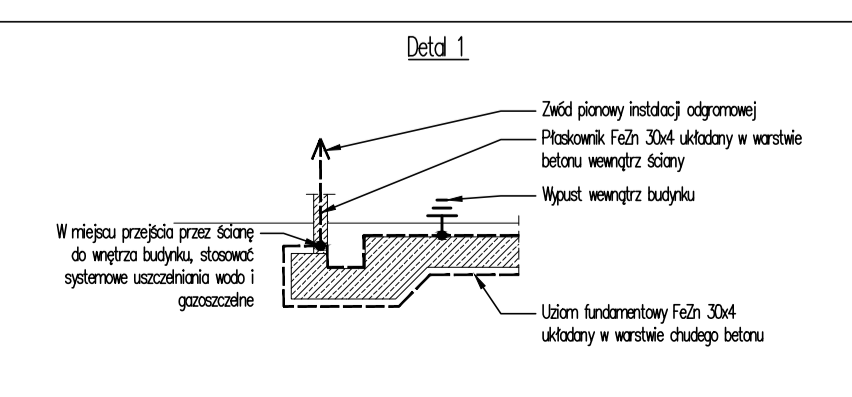 Detal 1
Zwód pionowy instalacji odgromowej
Płaskownik FeZn 30x4 układany w warstwie
betonu wewnątrz ściany
Wypust wewnątrz budynku
W miejscu przejścia przez ścianę
do wnętrza budynku, stosować
systemowe uszczelniania wodo i
gazoszczelne
Uziom fundamentowy FeZn 30x4
układany w warstwie chudego betonu